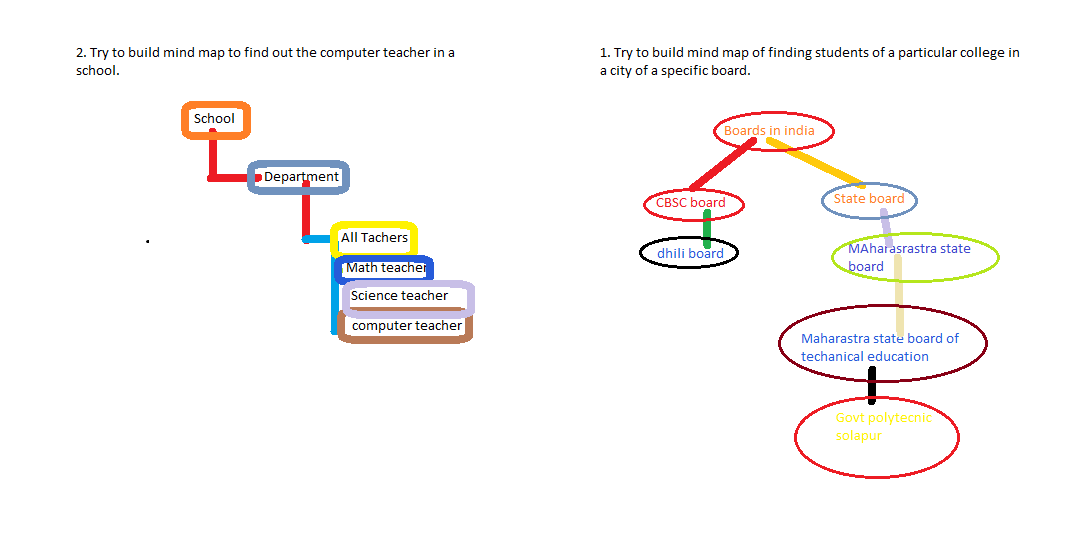 2. Try to build mind map to find out the computer teacher in a
school.
School
Department
All Tachers
Math teacher
Science teacher
computer teacher
1. Try to build mind map of finding students of a particular college in
a city of a specific board.
Boards in india
CBSC board
State board
dhili board
MAharasrastra state
board
Maharastra state board of
techanical education
Govt polytecnic
solapur